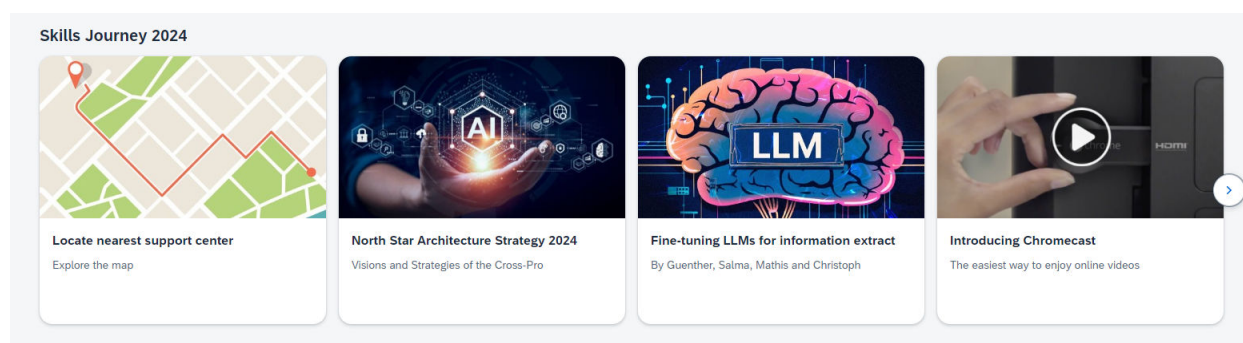 Skills Journey 2024
AI
LLM
Chrome
HDMI
Locate nearest support center
Explore the map
North Star Architecture Strategy 2024
Visions and Strategies of the Cross-Pro
Fine-tuning LLMs for information extract
By Guenther, Salma, Mathis and Christoph
Introducing Chromecast
The easiest way to enjoy online videos